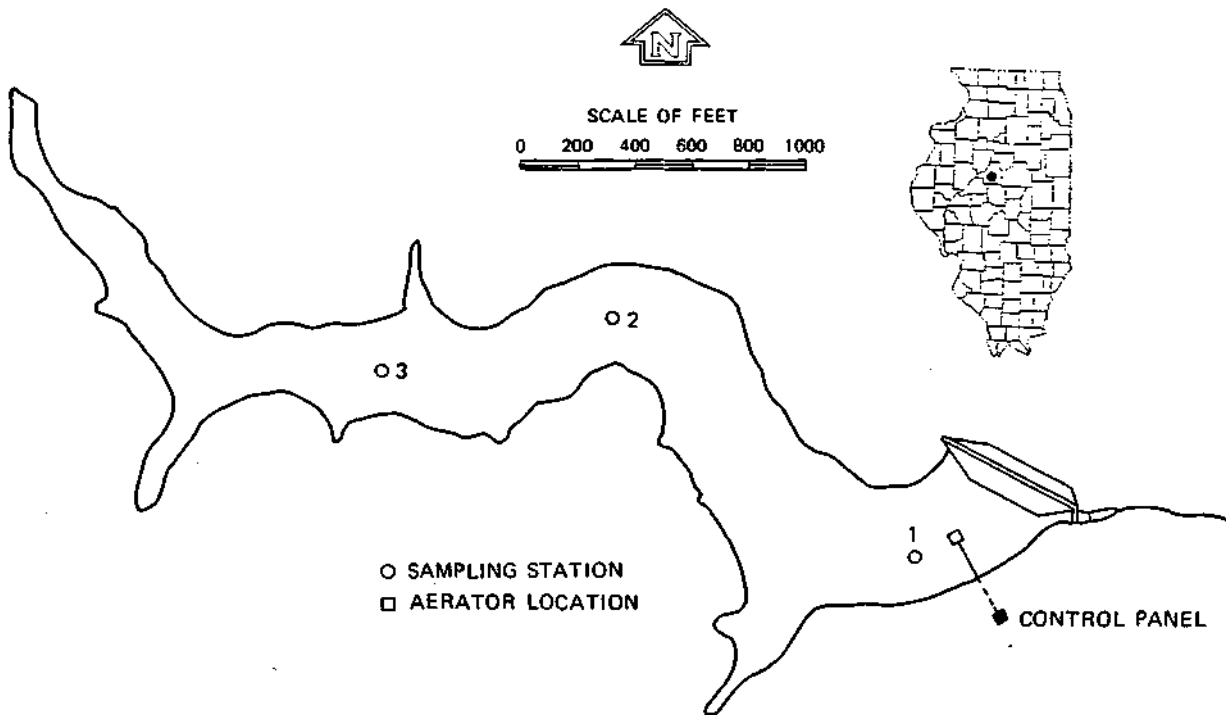 N
SCALE OF FEET
0 200 400 600 800 1000
2
3
1
○ SAMPLING STATION
□ AERATOR LOCATION
CONTROL PANEL